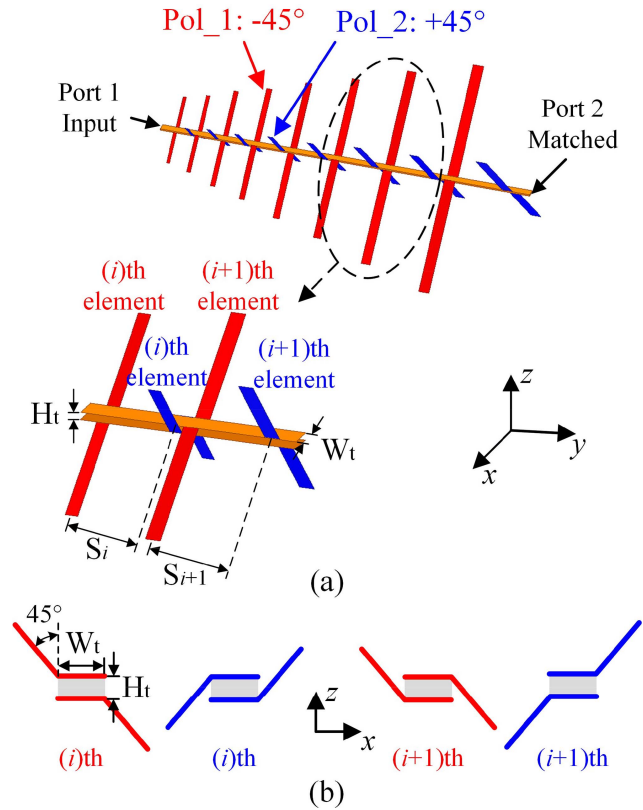 Pol_1: -45° Pol_2: +45°
Port 1
Input
Port 2
Matched
(i)th
element
(i+1)th
element
(i)th
element
(i+1)th
element
Ht
Wt
Si
Si+1
z
y
x
(a)
45°
Wt
Ht
z
x
(i)th (i)th (i+1)th (i+1)th
(b)